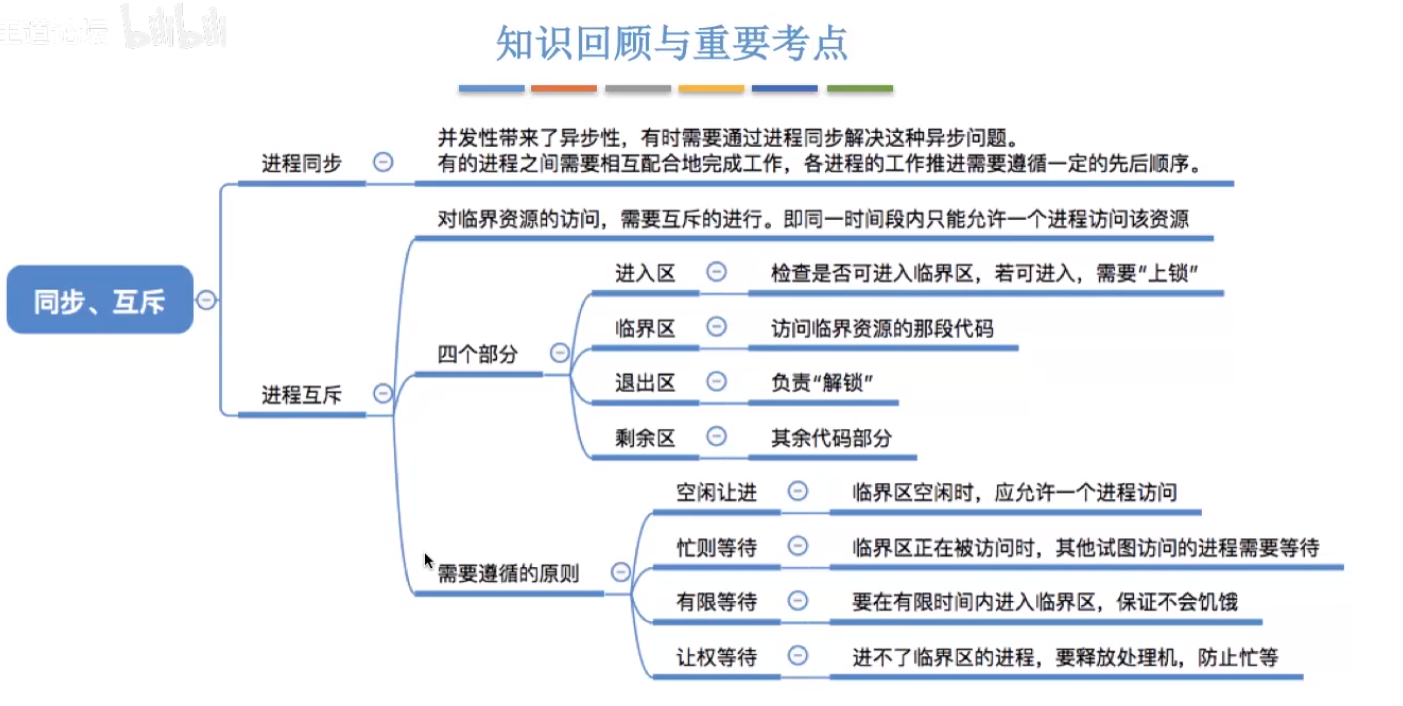 王道论坛 bilibili
知识回顾与重要考点
并发性带来了异步性，有时需要通过进程同步解决这种异步问题。
进程同步
有的进程之间需要相互配合地完成工作，各进程的工作推进需要遵循一定的先后顺序。
对临界资源的访问，需要互斥的进行。即同一时间段内只能允许一个进程访问该资源
进入区 检查是否可进入临界区，若可进入，需要“上锁”
同步、互斥
临界区 访问临界资源的那段代码
四个部分
退出区 负责“解锁”
进程互斥
剩余区 其余代码部分
空闲让进 临界区空闲时，应允许一个进程访问
忙则等待 临界区正在被访问时，其他试图访问的进程需要等待
需要遵循的原则
有限等待 要在有限时间内进入临界区，保证不会饥饿
让权等待 进不了临界区的进程，要释放处理机，防止忙等